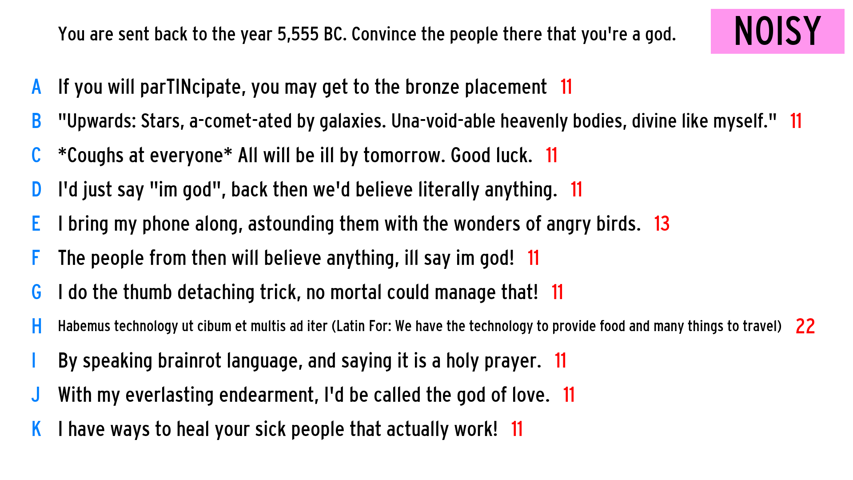 You are sent back to the year 5,555 BC. Convince the people there that you're a god.
NOISY
A If you will parTINcipate, you may get to the bronze placement 11
B "Upwards: Stars, a-comet-ated by galaxies. Una-void-able heavenly bodies, divine like myself." 11
C *Coughs at everyone* All will be ill by tomorrow. Good luck. 11
D I'd just say "im god", back then we'd believe literally anything. 11
E I bring my phone along, astounding them with the wonders of angry birds. 13
F The people from then will believe anything, ill say im god! 11
G I do the thumb detaching trick, no mortal could manage that! 11
H Habemus technology ut cibum et multis ad iter (Latin For: We have the technology to provide food and many things to travel) 22
I By speaking brainrot language, and saying it is a holy prayer. 11
J With my everlasting endearment, I'd be called the god of love. 11
K I have ways to heal your sick people that actually work! 11